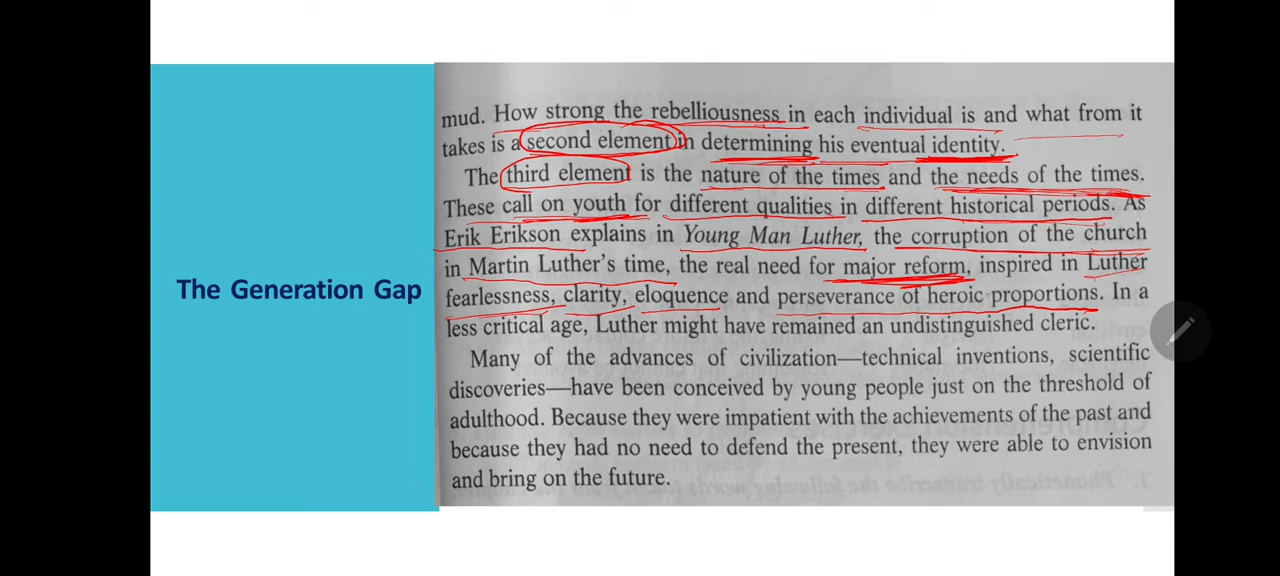 The Generation Gap
mud. How strong the rebelliousness in each individual is and what from it
takes is a second element in determining his eventual identity.
The third element is the nature of the times and the needs of the times.
These call on youth for different qualities in different historical periods. As
Erik Erikson explains in Young Man Luther, the corruption of the church
in Martin Luther's time, the real need for major reform, inspired in Luther
fearlessness, clarity, eloquence and perseverance of heroic proportions. In a
less critical age, Luther might have remained an undistinguished cleric.
Many of the advances of civilization—technical inventions, scientific
discoveries—have been conceived by young people just on the threshold of
adulthood. Because they were impatient with the achievements of the past and
because they had no need to defend the present, they were able to envision
and bring on the future.